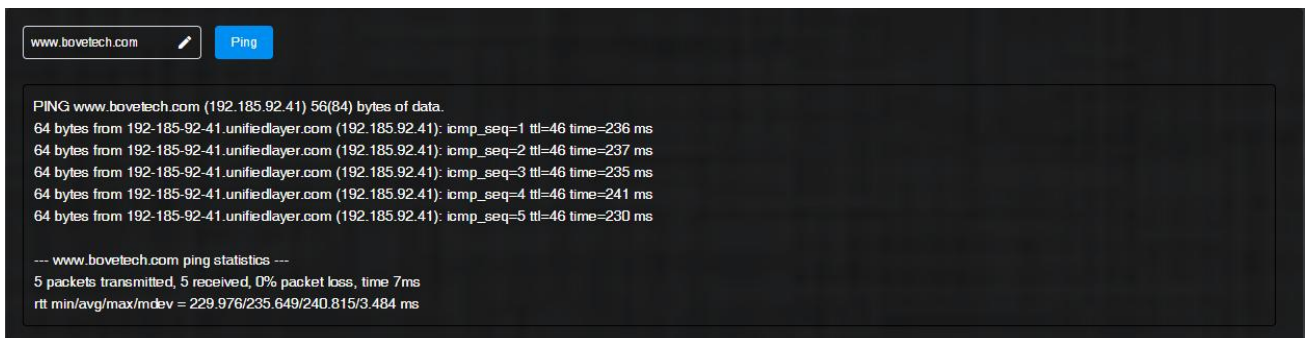 www.bovetech.com Ping
PING www.bovetech.com (192.185.92.41) 56(84) bytes of data.
64 bytes from 192-185-92-41.unifiedlayer.com (192.185.92.41): icmp_seq=1 ttl=46 time=236 ms
64 bytes from 192-185-92-41.unifiedlayer.com (192.185.92.41): icmp_seq=2 ttl=46 time=237 ms
64 bytes from 192-185-92-41.unifiedlayer.com (192.185.92.41): icmp_seq=3 ttl=46 time=235 ms
64 bytes from 192-185-92-41.unifiedlayer.com (192.185.92.41): icmp_seq=4 ttl=46 time=241 ms
64 bytes from 192-185-92-41.unifiedlayer.com (192.185.92.41): icmp_seq=5 ttl=46 time=230 ms
--- www.bovetech.com ping statistics ---
5 packets transmitted, 5 received, 0% packet loss, time 7ms
rtt min/avg/max/mdev = 229.976/235.649/240.815/3.484 ms